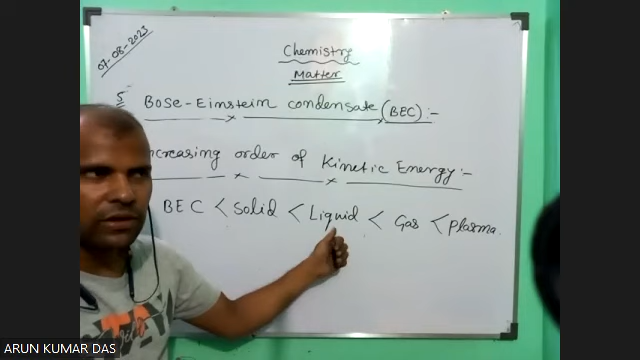 07-08-2023
Chemistry
Matter
5 Bose-Einstein condensate (BEC):-
ncreasing order of Kinetic Energy:-
BEC < Solid < Liquid < Gas < Plasma.
ARUN KUMAR DAS